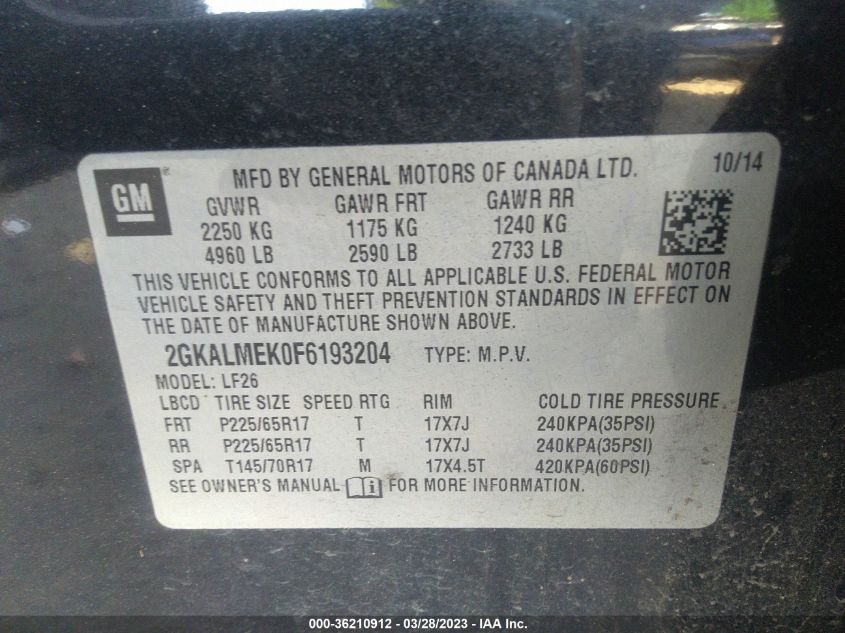 GM®
MFD BY GENERAL MOTORS OF CANADA LTD. 10/14
GVWR GAWR FRT GAWR RR
2250 KG 1175 KG 1240 KG
4960 LB 2590 LB 2733 LB
THIS VEHICLE CONFORMS TO ALL APPLICABLE U.S. FEDERAL MOTOR
VEHICLE SAFETY AND THEFT PREVENTION STANDARDS IN EFFECT ON
THE DATE OF MANUFACTURE SHOWN ABOVE.
2GKALMEK0F6193204 TYPE: M.P.V.
MODEL: LF26
LBCD TIRE SIZE SPEED RTG RIM COLD TIRE PRESSURE
FRT P225/65R17 T 17X7J 240KPA(35PSI)
RR P225/65R17 T 17X7J 240KPA(35PSI)
SPA T145/70R17 M 17X4.5T 420KPA(60PSI)
SEE OWNER'S MANUAL i FOR MORE INFORMATION.
000-36210912 - 03/28/2023 - IAA Inc.